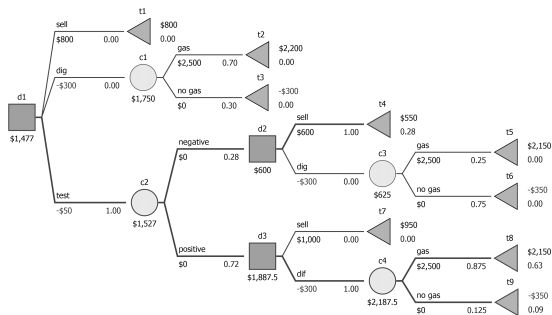 t1
sell
$800
$800 0.00
0.00
t2
gas
$2,200
$2,500 0.70
0.00
c1
dig
-$300 0.00
$1,750
t3
no gas
-$300
$0 0.30
0.00
d1
$1,477
t4
sell
$550
$600 1.00
0.28
d2
negative
$0 0.28
$600
t5
gas
$2,150
$2,500 0.25
0.00
c3
dig
-$300 0.00
$625
t6
no gas
-$350
$0 0.75
0.00
c2
test
-$50 1.00
$1,527
t7
sell
$950
$1,000 0.00
0.00
d3
positive
$0 0.72
$1,887.5
t8
gas
$2,150
$2,500 0.875
0.63
c4
dif
-$300 1.00
$2,187.5
t9
no gas
-$350
$0 0.125
0.09